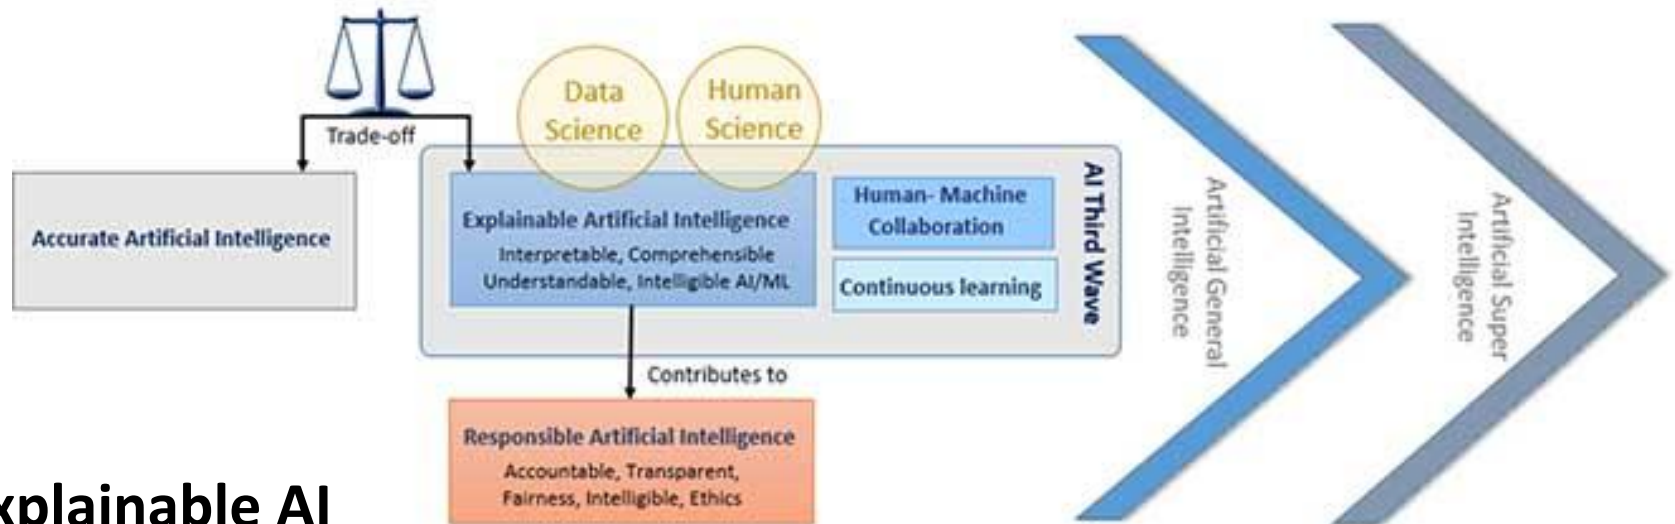 Trade-off
Data
Science
Human
Science
Accurate Artificial Intelligence
Explainable Artificial Intelligence
Interpretable, Comprehensible
Understandable, Intelligible AI/ML
Human- Machine
Collaboration
Continuous learning
AI Third Wave
Artificial General
Intelligence
Artificial Super
Intelligence
Contributes to
Responsible Artificial Intelligence
Accountable, Transparent,
Fairness, Intelligible, Ethics
xplainable AI